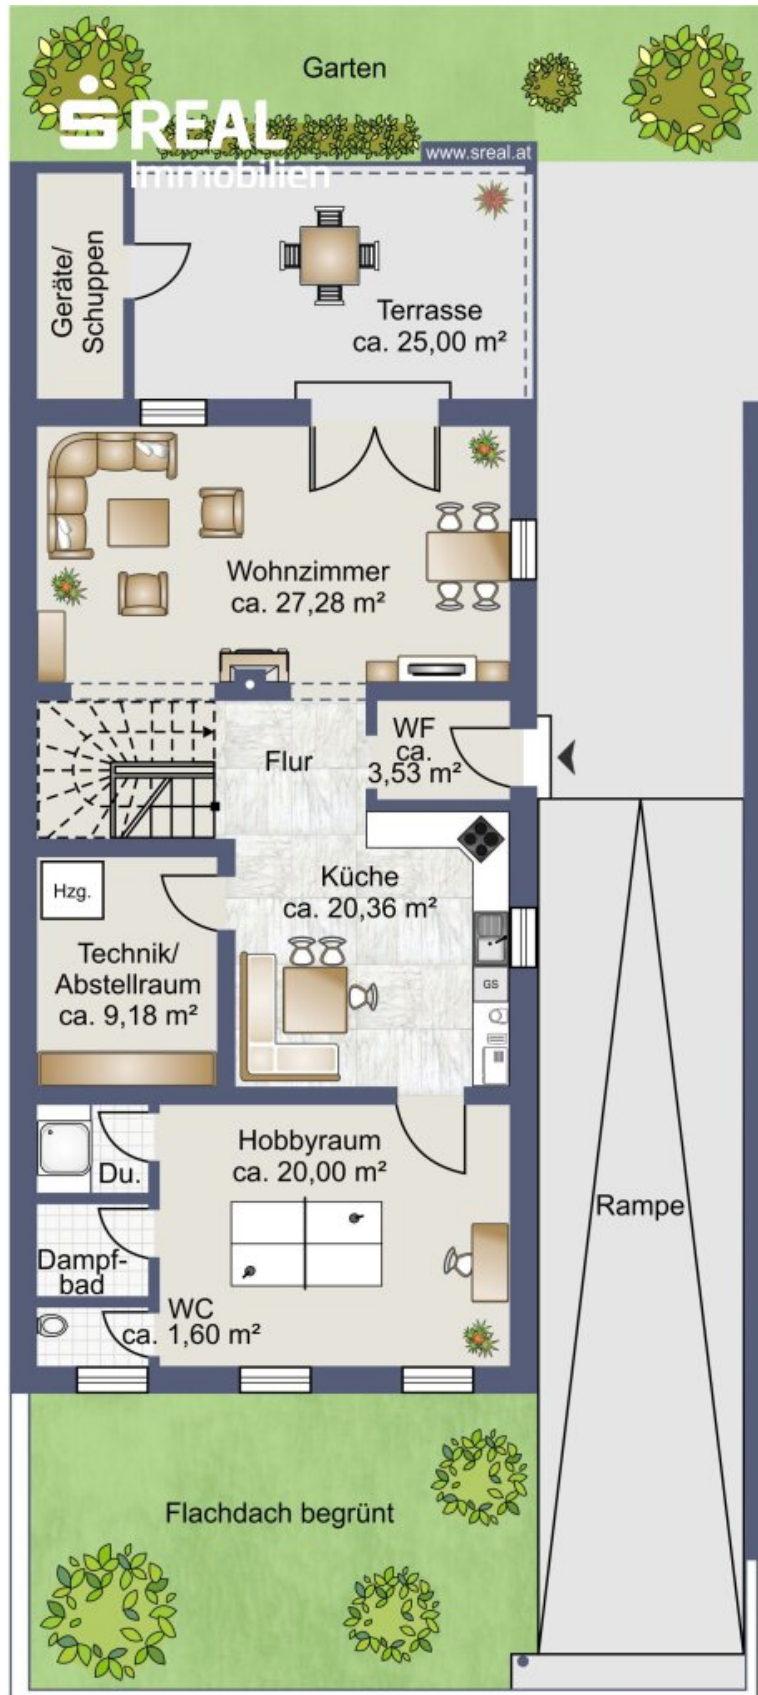 Garten
S REAL
Immobilien
www.sreal.at
Geräte/
Schuppen
Terrasse
ca. 25,00 m²
Wohnzimmer
ca. 27,28 m²
WF
ca.
3,53 m²
Flur
Küche
ca. 20,36 m²
Hzg.
Technik/
Abstellraum
ca. 9,18 m²
GS
Hobbyraum
ca. 20,00 m²
Du.
Dampf-
bad
WC
ca. 1,60 m²
Rampe
Flachdach begrünt